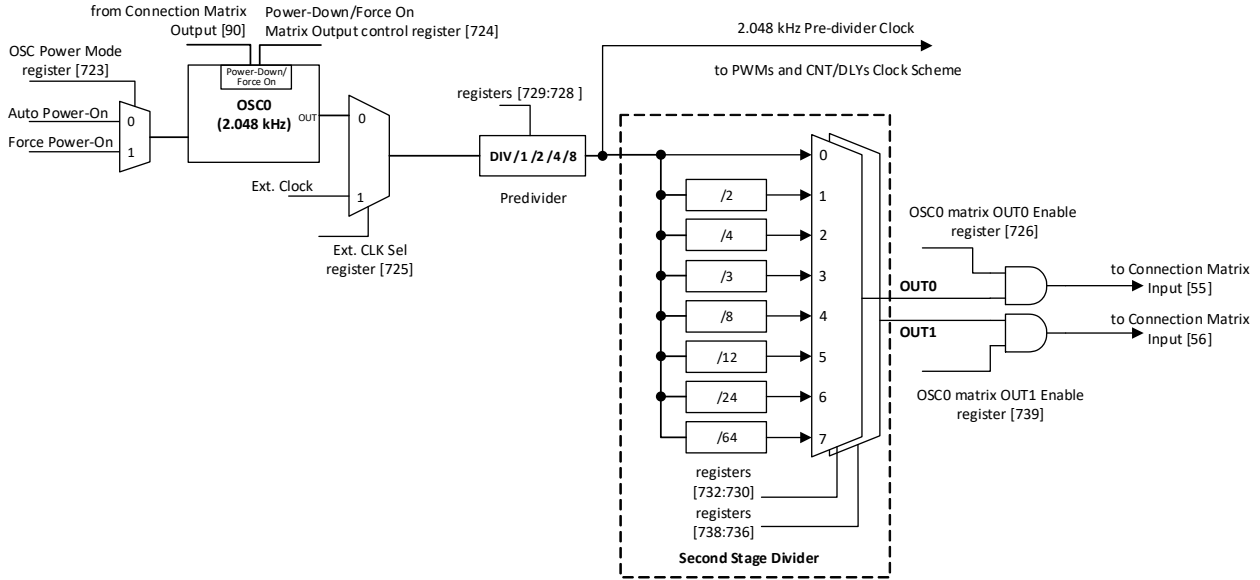 from Connection Matrix
Output [90]
Power-Down/Force On
Matrix Output control register [724]
OSC Power Mode
register [723]
Power-Down/
Force On
OSC0
(2.048 kHz)
OUT
Auto Power-On
0
Force Power-On
1
0
Ext. Clock
1
Ext. CLK Sel
register [725]
registers [729:728 ]
DIV /1 /2 /4 /8
Predivider
2.048 kHz Pre-divider Clock
to PWMs and CNT/DLYs Clock Scheme
0
/2
1
/4
2
/3
3
/8
4
/12
5
/24
6
/64
7
registers
[732:730]
registers
[738:736]
Second Stage Divider
OSC0 matrix OUT0 Enable
register [726]
OUT0
to Connection Matrix
Input [55]
OUT1
to Connection Matrix
Input [56]
OSC0 matrix OUT1 Enable
register [739]